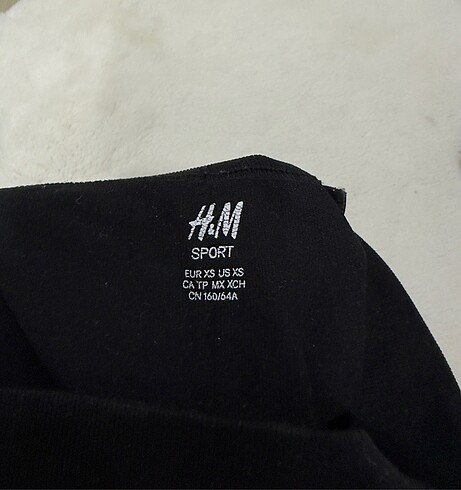 H&M
SPORT
EUR XS US XS
CA TP MX XCH
CN 160/64A